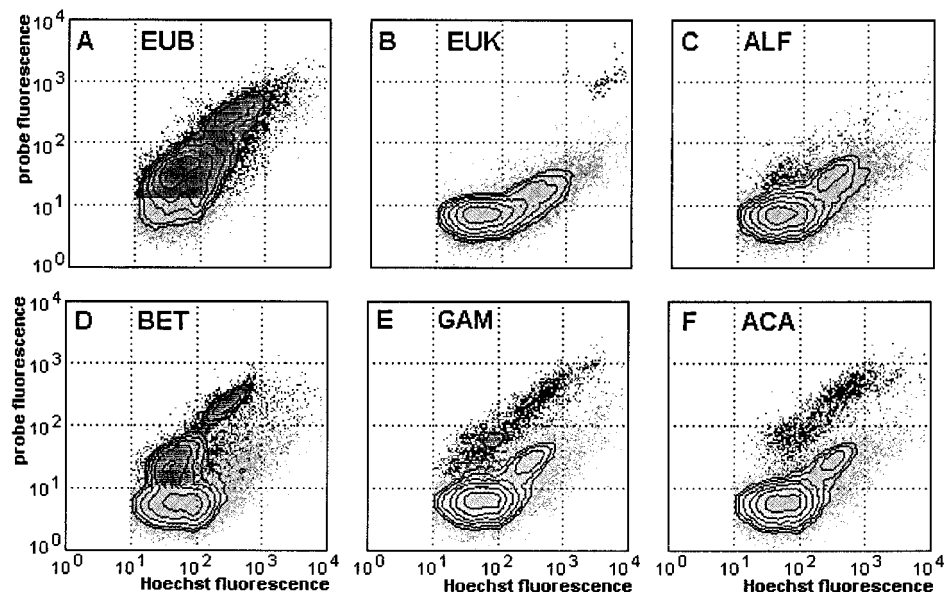 A EUB
B EUK
C ALF
probe fluorescence
10^4
10^3
10^2
10^1
10^0
D BET
E GAM
F ACA
probe fluorescence
10^4
10^3
10^2
10^1
10^0
10^0 10^1 10^2 10^3 10^4
10^0 10^1 10^2 10^3 10^4
10^0 10^1 10^2 10^3 10^4
Hoechst fluorescence
Hoechst fluorescence
Hoechst fluorescence